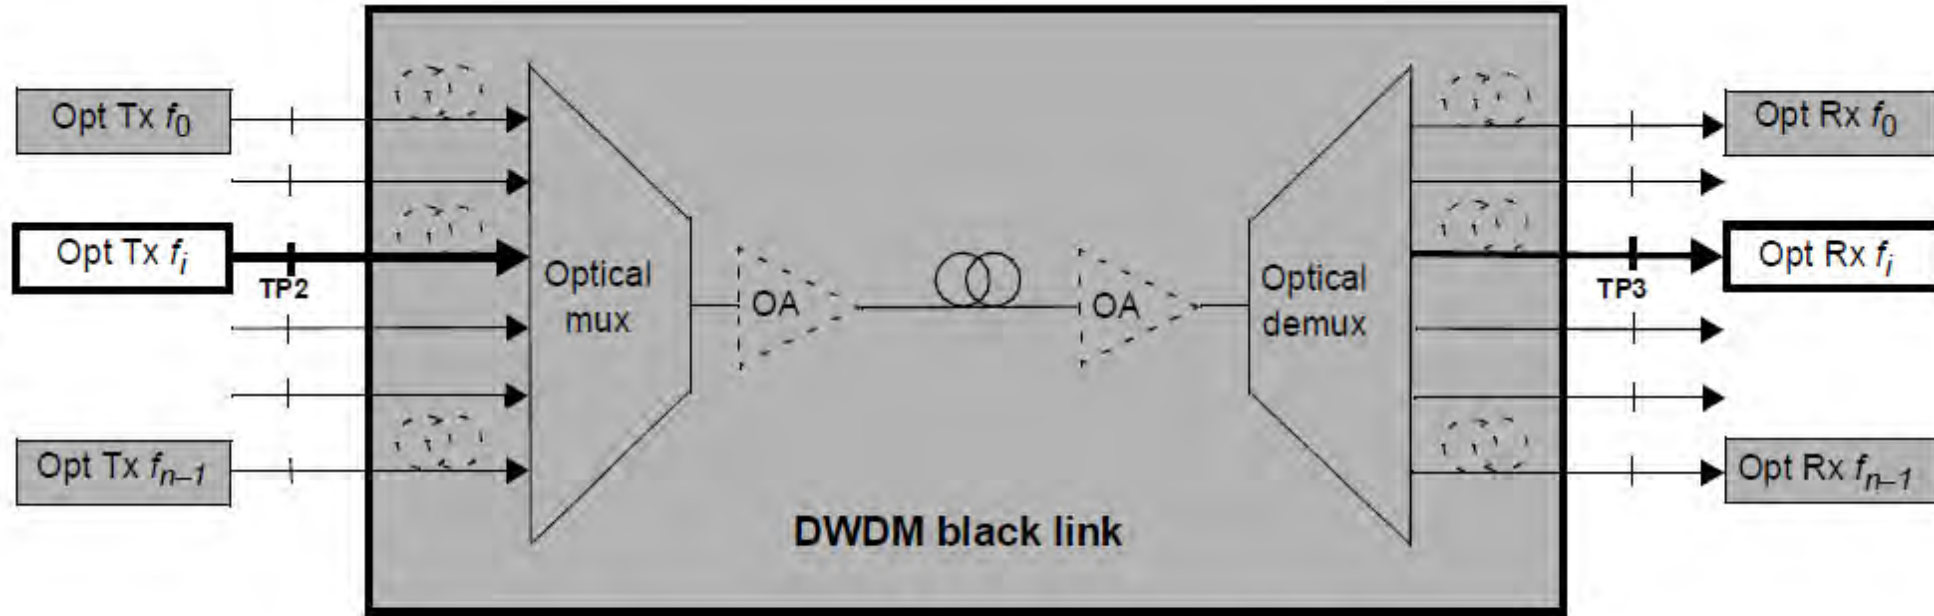 Opt Tx f0
Opt Rx f0
Opt Tx fi
Opt Rx fi
TP2
TP3
Optical
mux
OA
OA
Optical
demux
Opt Tx fn–1
Opt Rx fn–1
DWDM black link